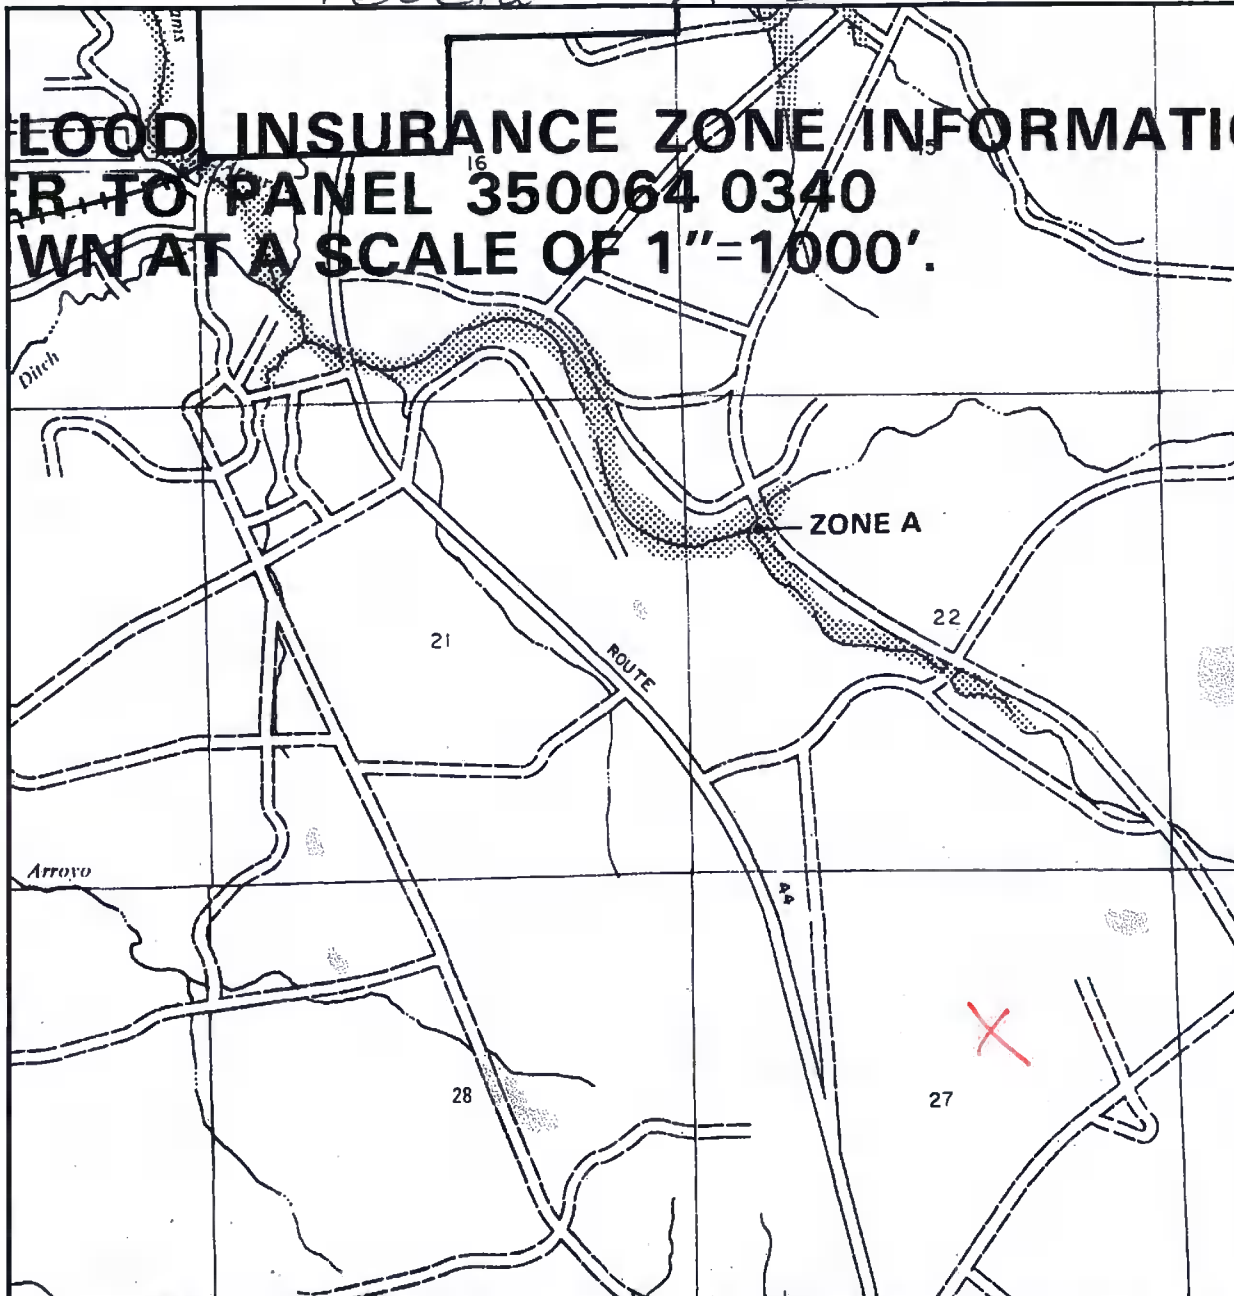 LOOD INSURANCE ZONE INFORMATI
ER TO PANEL 350064 0340
WN AT A SCALE OF 1"=1000'.
16
15
Ditch
ZONE A
22
21
ROUTE
Arroyo
44
28
27